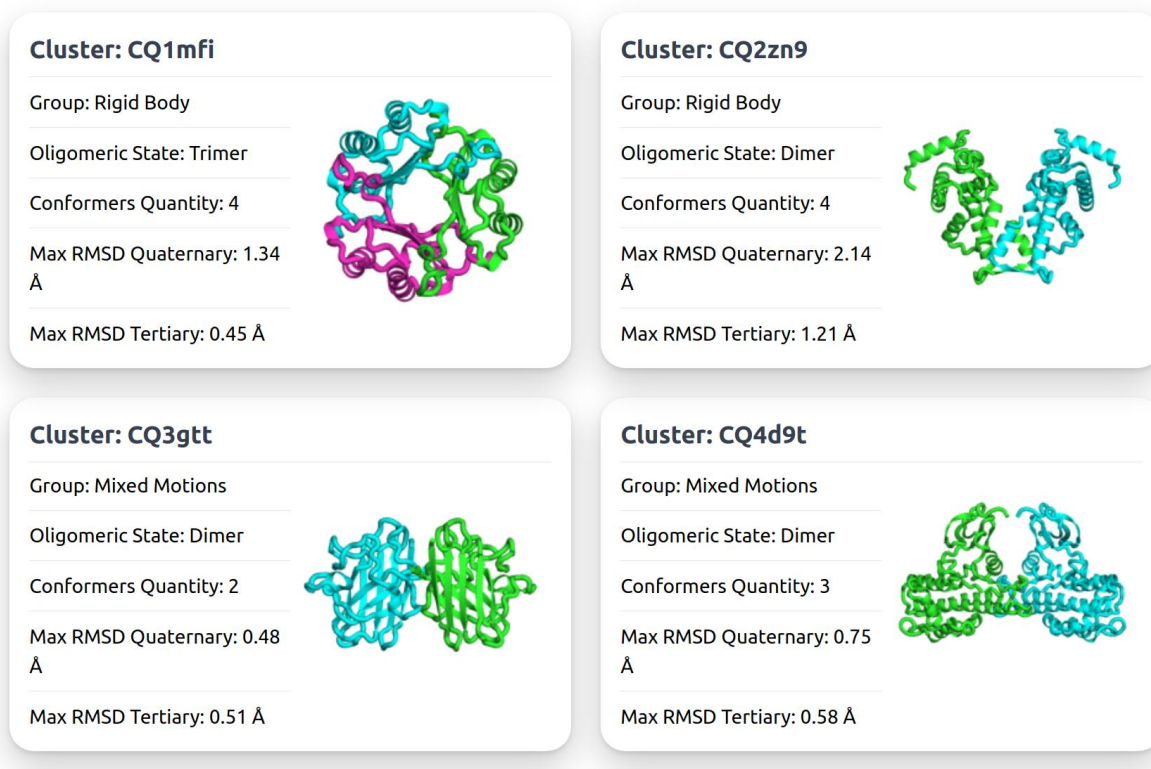 Cluster: CQ1mfi
Group: Rigid Body
Oligomeric State: Trimer
Conformers Quantity: 4
Max RMSD Quaternary: 1.34
Å
Max RMSD Tertiary: 0.45 Å
Cluster: CQ2zn9
Group: Rigid Body
Oligomeric State: Dimer
Conformers Quantity: 4
Max RMSD Quaternary: 2.14
Å
Max RMSD Tertiary: 1.21 Å
Cluster: CQ3gtt
Group: Mixed Motions
Oligomeric State: Dimer
Conformers Quantity: 2
Max RMSD Quaternary: 0.48
Å
Max RMSD Tertiary: 0.51 Å
Cluster: CQ4d9t
Group: Mixed Motions
Oligomeric State: Dimer
Conformers Quantity: 3
Max RMSD Quaternary: 0.75
Å
Max RMSD Tertiary: 0.58 Å